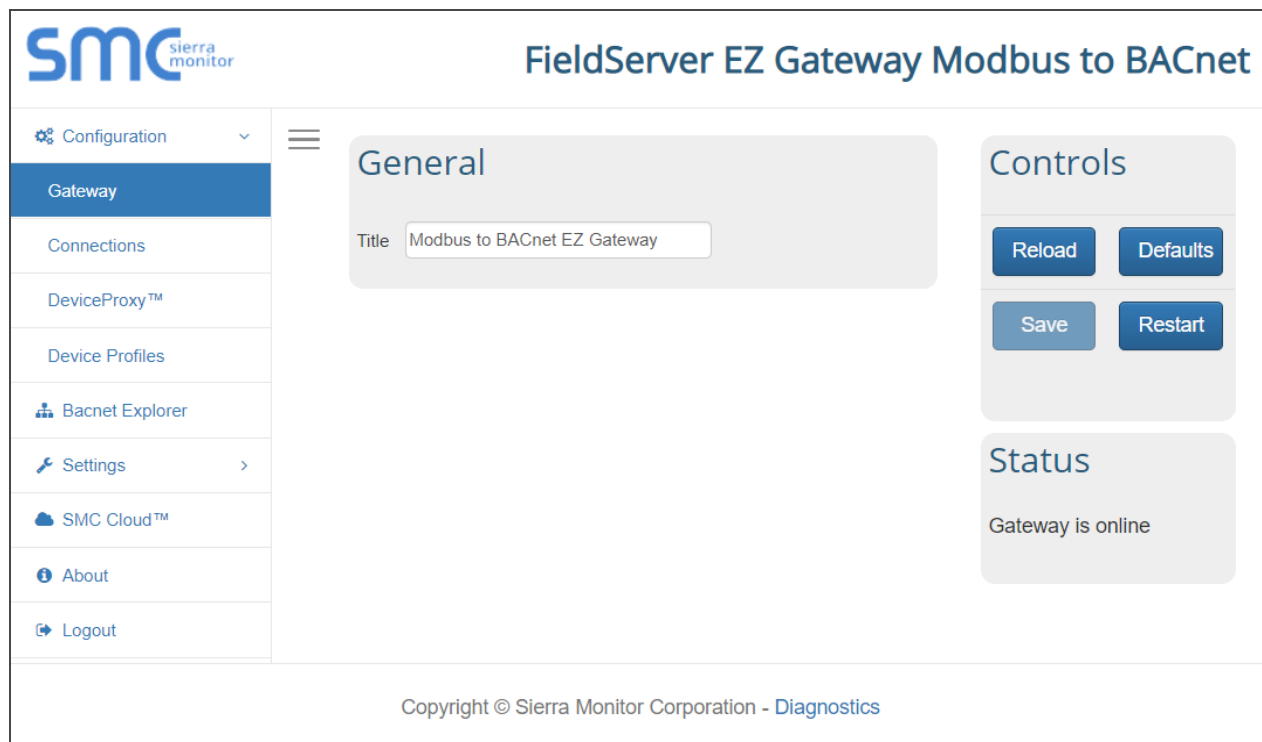 SMC sierra monitor
FieldServer EZ Gateway Modbus to BACnet
Configuration
Gateway
Connections
DeviceProxy™
Device Profiles
Bacnet Explorer
Settings
SMC Cloud™
About
Logout
General
Title Modbus to BACnet EZ Gateway
Controls
Reload Defaults
Save Restart
Status
Gateway is online
Copyright © Sierra Monitor Corporation - Diagnostics